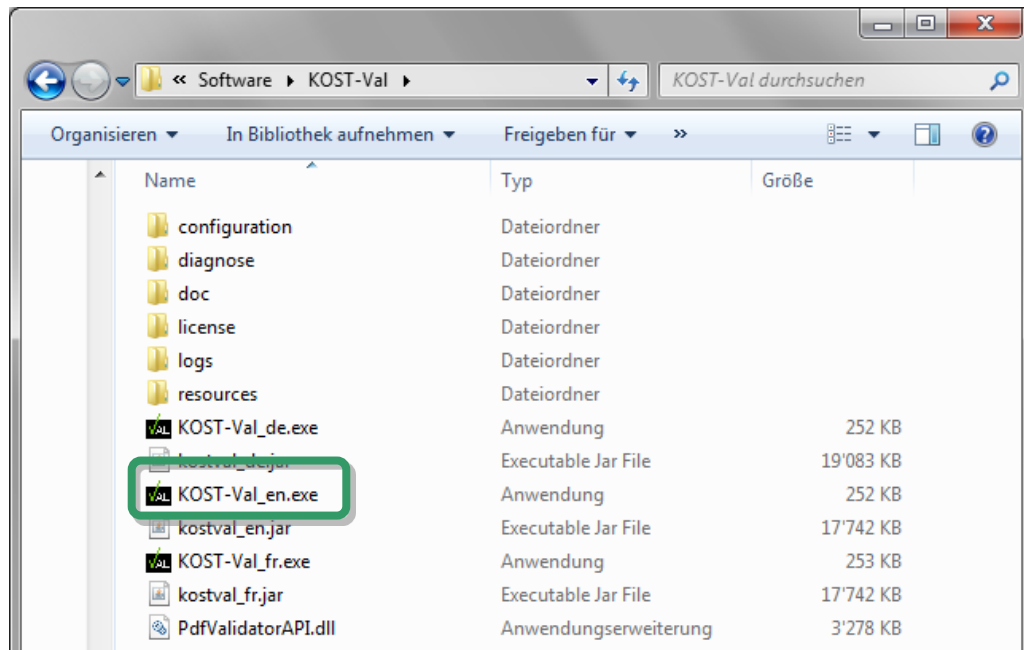 « Software ▸ KOST-Val ▸ KOST-Val durchsuchen
Organisieren In Bibliothek aufnehmen Freigeben für »
Name Typ Größe
configuration Dateiordner
diagnose Dateiordner
doc Dateiordner
license Dateiordner
logs Dateiordner
resources Dateiordner
KOST-Val_de.exe Anwendung 252 KB
kostval_de.jar Executable Jar File 19'083 KB
KOST-Val_en.exe Anwendung 252 KB
kostval_en.jar Executable Jar File 17'742 KB
KOST-Val_fr.exe Anwendung 253 KB
kostval_fr.jar Executable Jar File 17'742 KB
PdfValidatorAPI.dll Anwendungserweiterung 3'278 KB